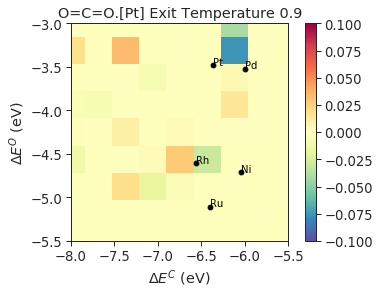 O=C=O.[Pt] Exit Temperature 0.9
−3.0
−3.5
−4.0
−4.5
−5.0
−5.5
ΔE^O (eV)
Pt
Pd
Rh
Ni
Ru
−8.0 −7.5 −7.0 −6.5 −6.0 −5.5
ΔE^C (eV)
0.100
0.075
0.050
0.025
0.000
−0.025
−0.050
−0.075
−0.100